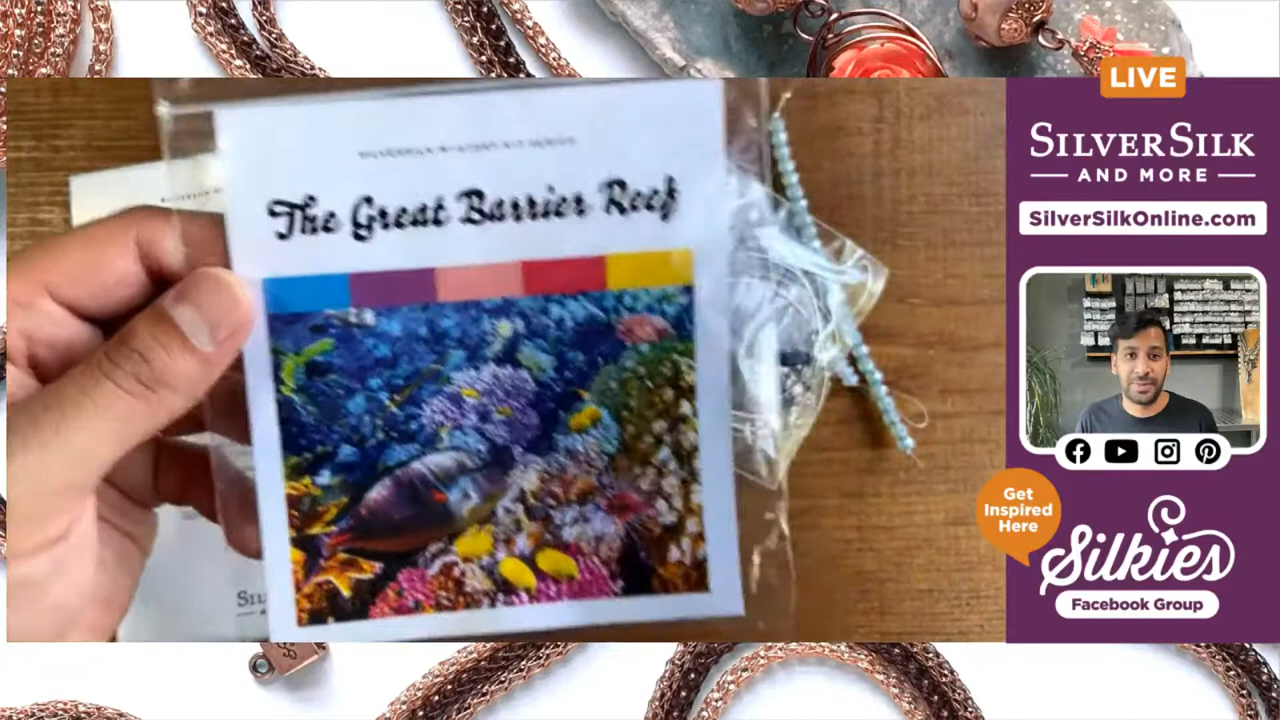 The Great Barrier Reef
LIVE
SILVERSILK
AND MORE
SilverSilkOnline.com
Get
Inspired
Here
Silkies
Facebook Group